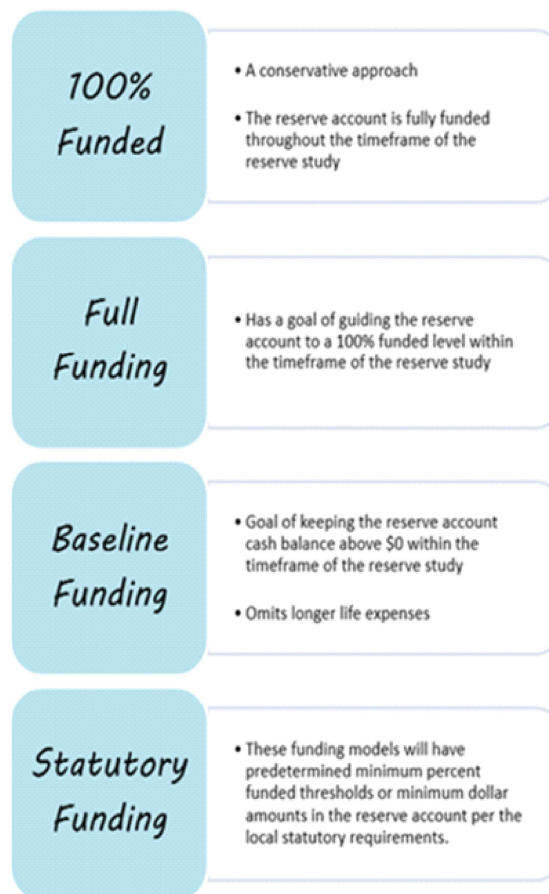 100%
Funded
• A conservative approach
• The reserve account is fully funded
throughout the timeframe of the
reserve study
Full
Funding
• Has a goal of guiding the reserve
account to a 100% funded level within
the timeframe of the reserve study
Baseline
Funding
• Goal of keeping the reserve account
cash balance above $0 within the
timeframe of the reserve study
• Omits longer life expenses
Statutory
Funding
• These funding models will have
predetermined minimum percent
funded thresholds or minimum dollar
amounts in the reserve account per the
local statutory requirements.